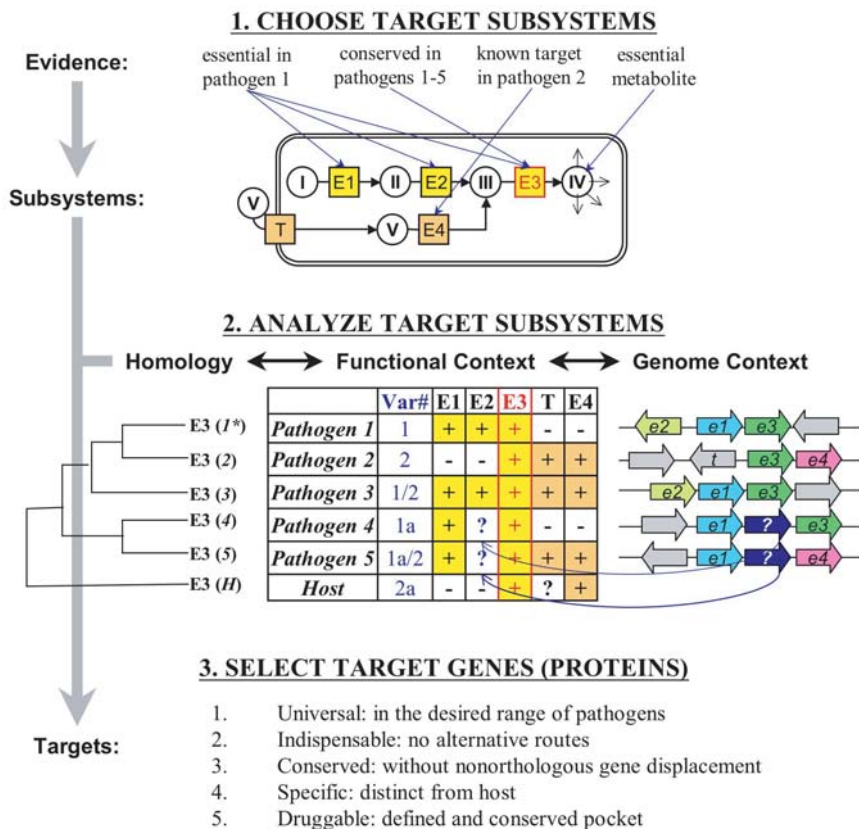 1. CHOOSE TARGET SUBSYSTEMS
Evidence:
essential in pathogen 1
conserved in pathogens 1-5
known target in pathogen 2
essential metabolite
Subsystems:
I E1 II E2 III E3 IV
V T V E4
2. ANALYZE TARGET SUBSYSTEMS
Homology Functional Context Genome Context
Var# E1 E2 E3 T E4
E3 (1*) Pathogen 1 1 + + + - - e2 e1 e3
E3 (2) Pathogen 2 2 - - + + + t e3 e4
E3 (3) Pathogen 3 1/2 + + + + + e2 e1 e3
E3 (4) Pathogen 4 1a + ? + - - e1 ? e3
E3 (5) Pathogen 5 1a/2 + ? + + + e1 ? e4
E3 (H) Host 2a - - + ? +
3. SELECT TARGET GENES (PROTEINS)
Targets:
1. Universal: in the desired range of pathogens
2. Indispensable: no alternative routes
3. Conserved: without nonorthologous gene displacement
4. Specific: distinct from host
5. Druggable: defined and conserved pocket